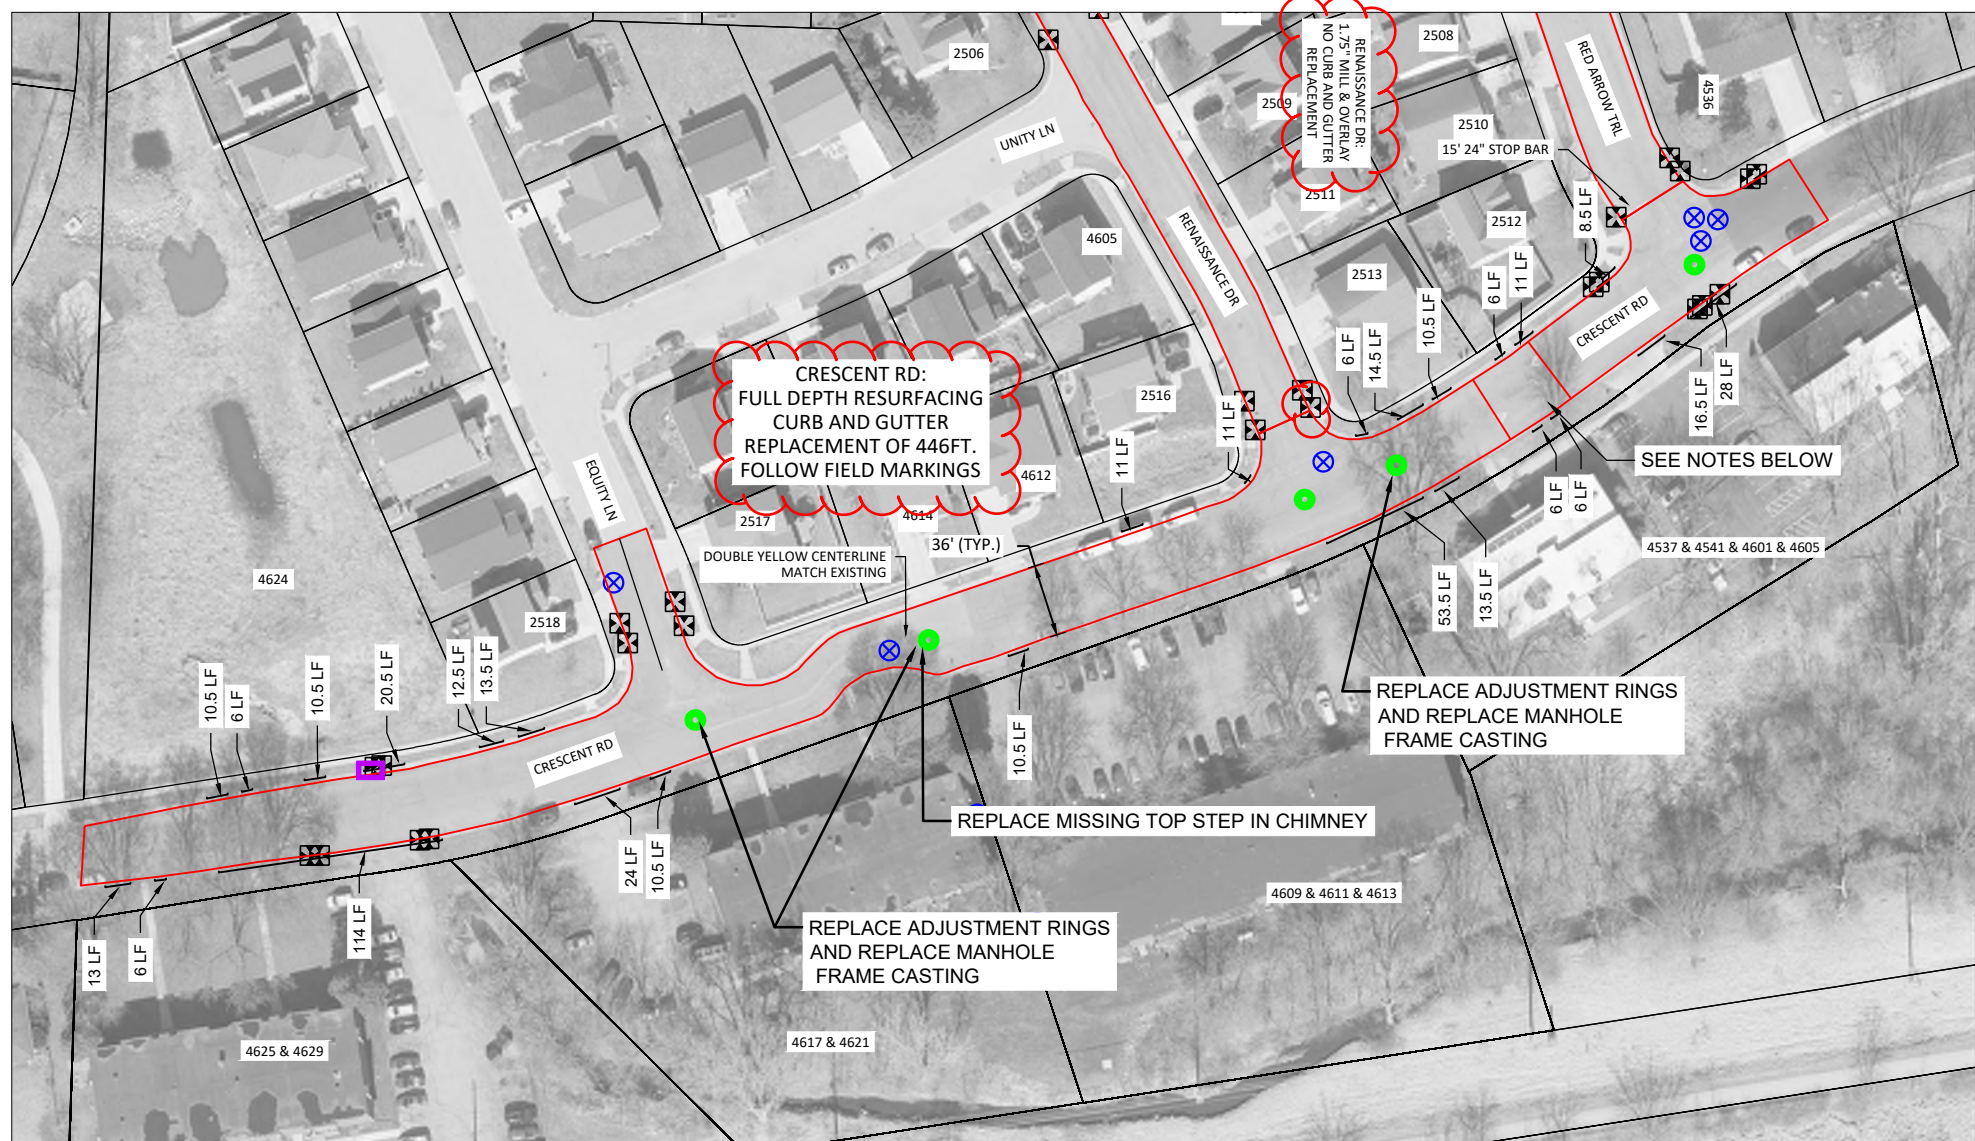 RENAISSANCE DR:
1.75" MILL & OVERLAY
NO CURB AND GUTTER
REPLACEMENT
2506
2508
2509
2510
2511
2512
2513
4536
4605
UNITY LN
RENAISSANCE DR
RED ARROW TRL
15' 24" STOP BAR
8.5 LF
CRESCENT RD
6 LF
11 LF
10.5 LF
6 LF
14.5 LF
16.5 LF
28 LF
CRESCENT RD:
FULL DEPTH RESURFACING
CURB AND GUTTER
REPLACEMENT OF 446FT.
FOLLOW FIELD MARKINGS
2516
11 LF
11 LF
4612
4614
2517
36' (TYP.)
EQUITY LN
DOUBLE YELLOW CENTERLINE
MATCH EXISTING
SEE NOTES BELOW
6 LF
6 LF
4537 & 4541 & 4601 & 4605
53.5 LF
13.5 LF
4624
2518
10.5 LF
6 LF
10.5 LF
20.5 LF
12.5 LF
13.5 LF
CRESCENT RD
10.5 LF
REPLACE ADJUSTMENT RINGS
AND REPLACE MANHOLE
FRAME CASTING
REPLACE MISSING TOP STEP IN CHIMNEY
24 LF
10.5 LF
4609 & 4611 & 4613
13 LF
6 LF
114 LF
REPLACE ADJUSTMENT RINGS
AND REPLACE MANHOLE
FRAME CASTING
4625 & 4629
4617 & 4621